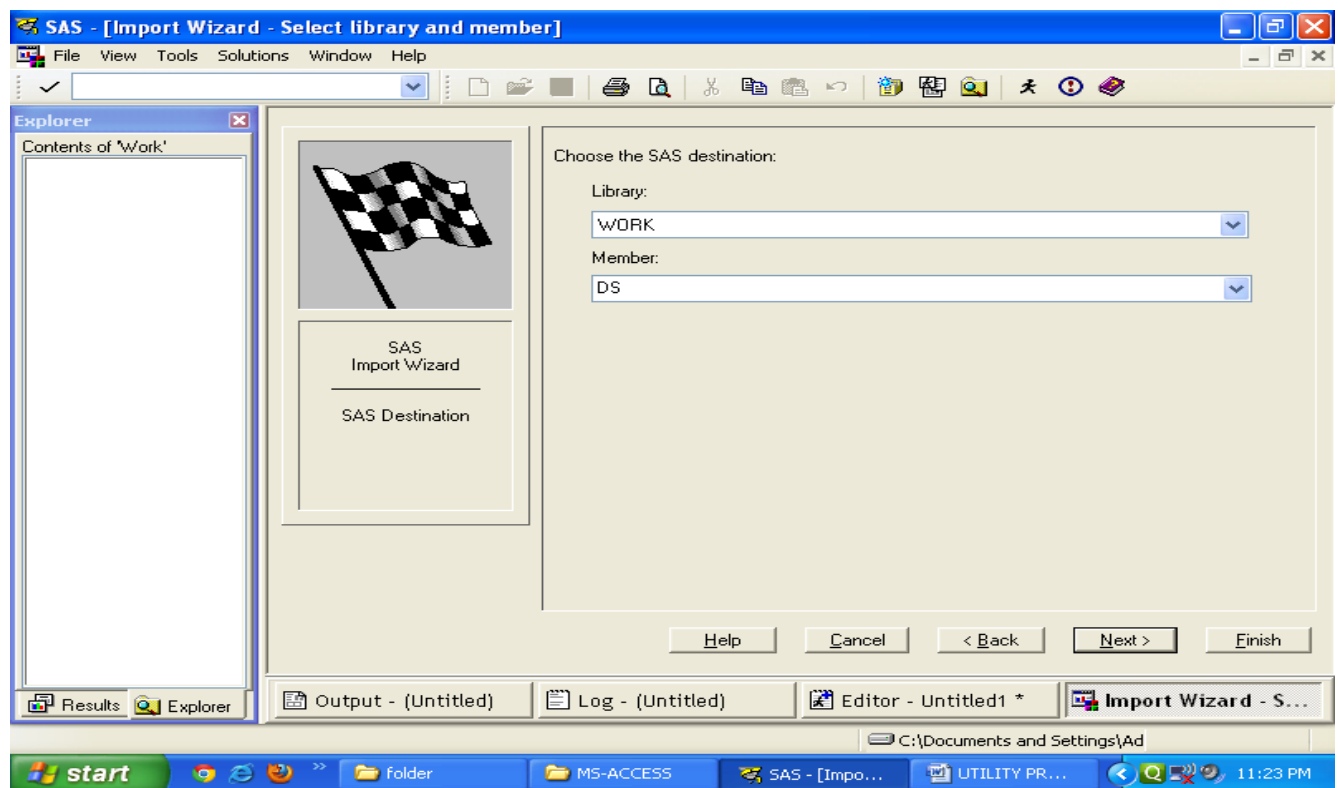 SAS - [Import Wizard - Select library and member]
File View Tools Solutions Window Help
Explorer
Contents of 'Work'
Choose the SAS destination:
Library:
WORK
Member:
DS
SAS
Import Wizard
SAS Destination
Help Cancel < Back Next > Finish
Results Explorer
Output - (Untitled) Log - (Untitled) Editor - Untitled1 * Import Wizard - S...
C:\Documents and Settings\Ad
start folder MS-ACCESS SAS - [Impo... UTILITY PR... 11:23 PM